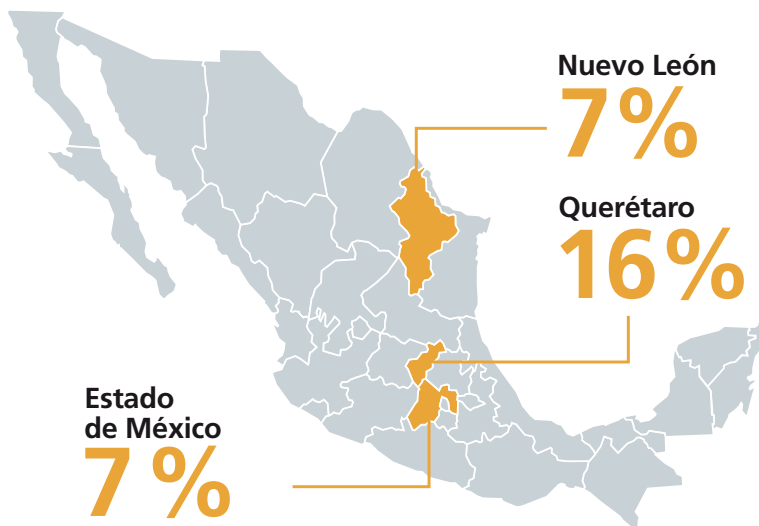 Nuevo León
7%
Querétaro
16%
Estado
de México
7%